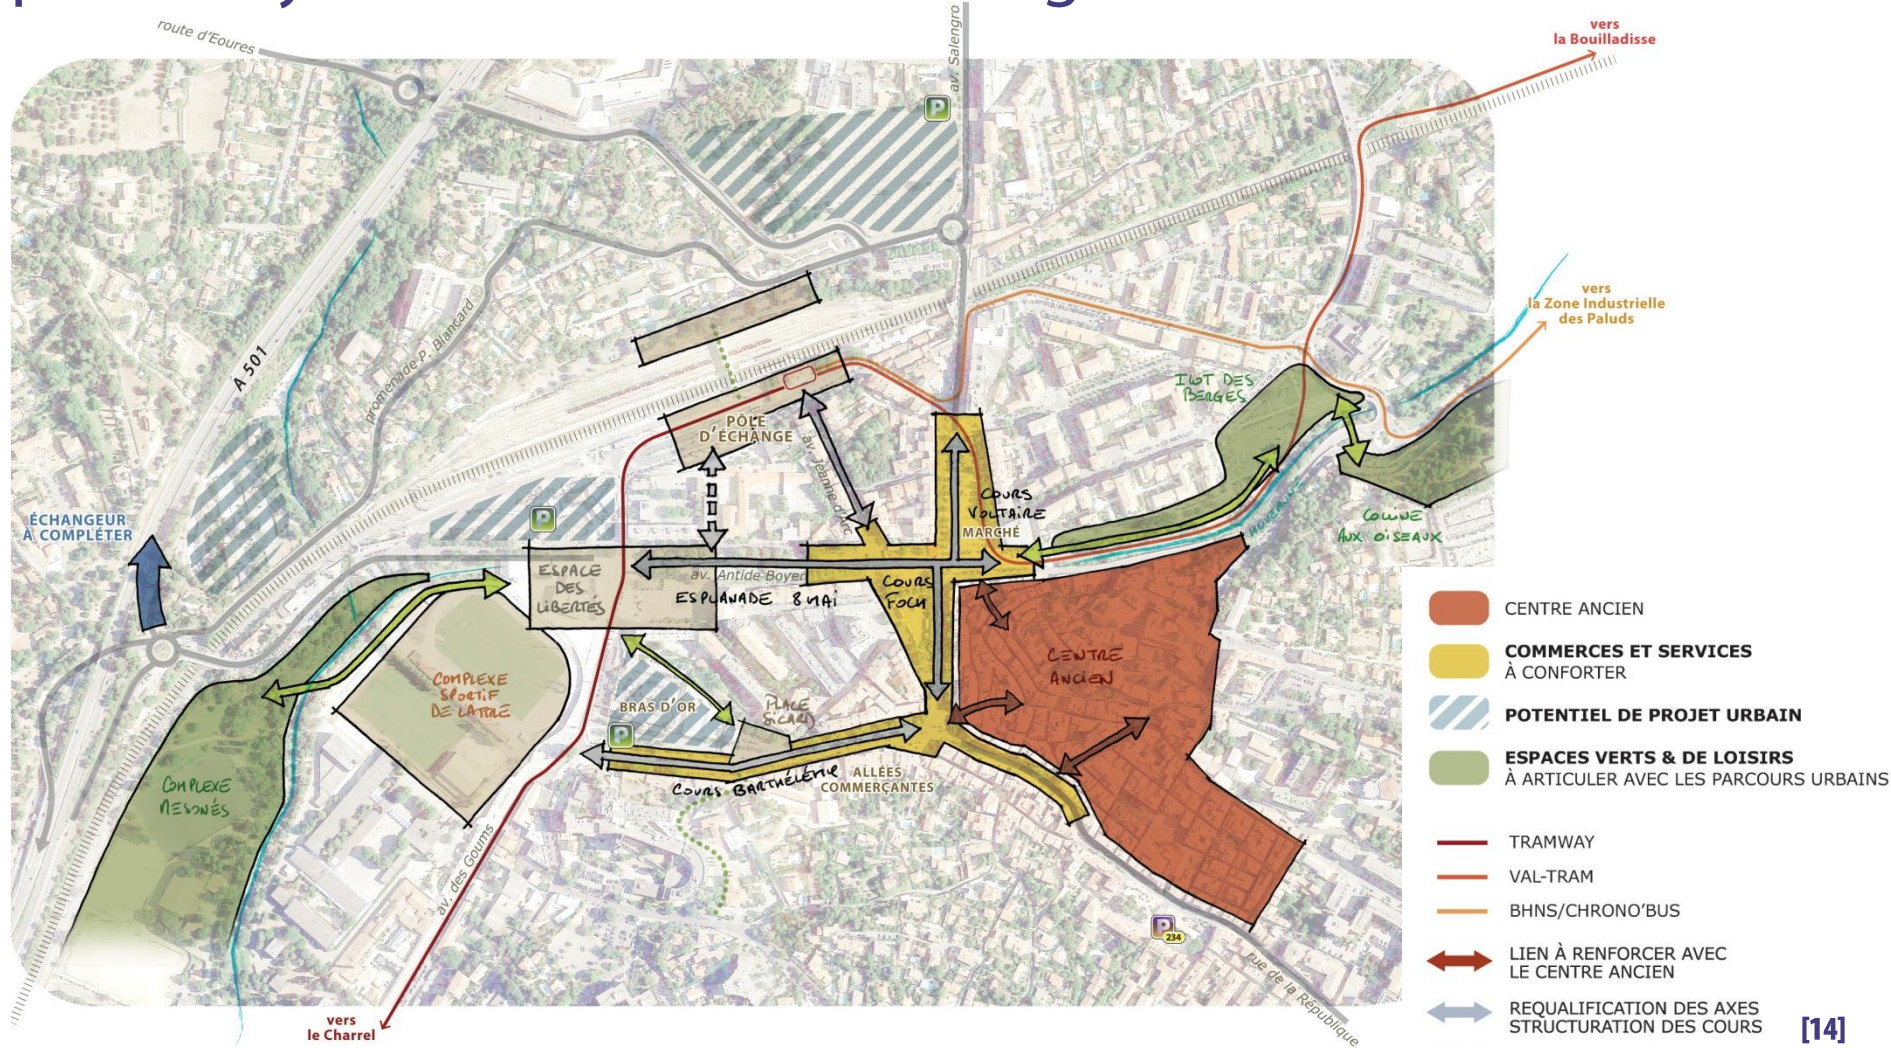 route d'Eoures
av. Salengro
vers
la Bouilladisse
P
A 501
promenade P. Blancard
vers
la Zone Industrielle
des Paluds
ILOT DES
BERGES
PÔLE
D'ÉCHANGE
av. Jeanne d'Arc
COURS
VOLTAIRE
MARCHÉ
HUVEAUNE
COLLINE
AUX OISEAUX
ÉCHANGEUR
À COMPLÉTER
P
ESPACE
DES
LIBERTÉS
av. Antide Boyer
ESPLANADE 8 MAI
COURS
FOCH
CENTRE
ANCIEN
COMPLEXE
SPORTIF
DE LATTRE
BRAS D'OR
PLACE
SICARD
P
COURS BARTHÉLÉMY
ALLÉES
COMMERÇANTES
COMPLEXE
MESONÉS
av. des Goums
P
234
rue de la République
vers
le Charrel
CENTRE ANCIEN
COMMERCES ET SERVICES
À CONFORTER
POTENTIEL DE PROJET URBAIN
ESPACES VERTS & DE LOISIRS
À ARTICULER AVEC LES PARCOURS URBAINS
TRAMWAY
VAL-TRAM
BHNS/CHRONO'BUS
LIEN À RENFORCER AVEC
LE CENTRE ANCIEN
REQUALIFICATION DES AXES
STRUCTURATION DES COURS
[14]